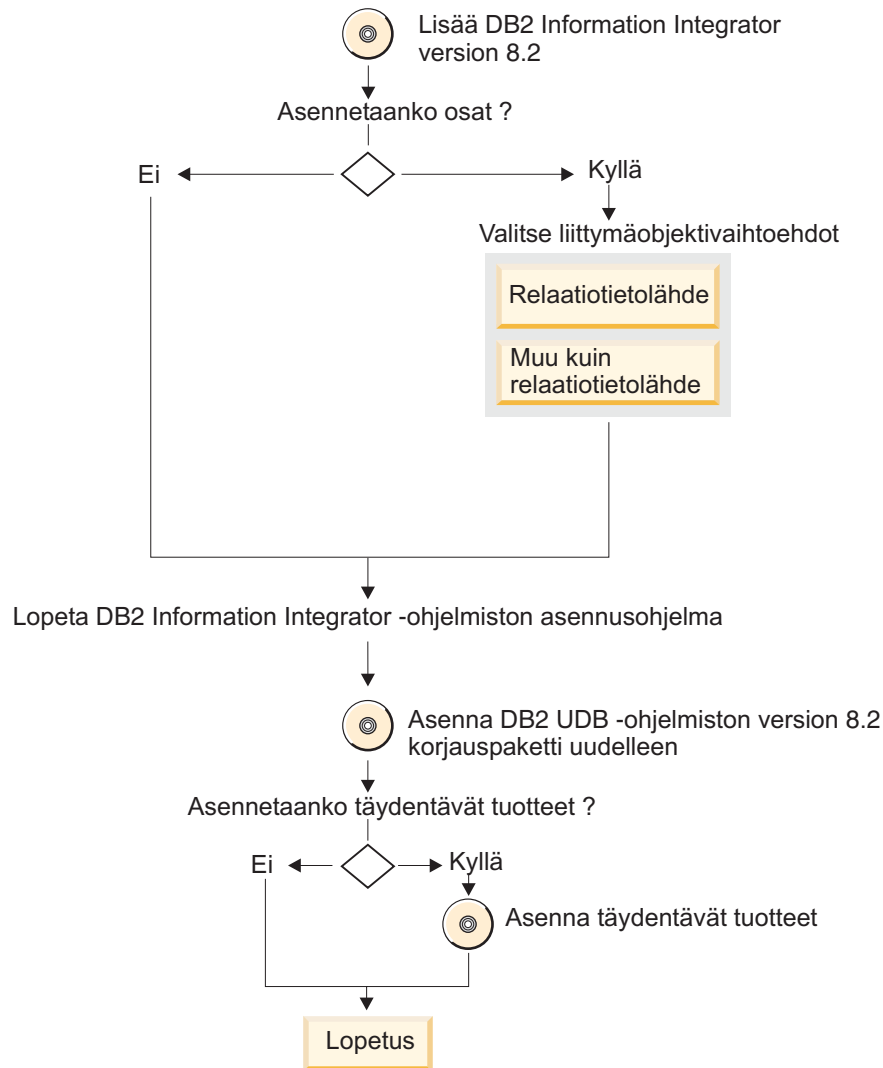 Lisää DB2 Information Integrator
version 8.2
Asennetaanko osat ?
Ei
Kyllä
Valitse liittymäobjektivaihtoehdot
Relaatiotietolähde
Muu kuin
relaatiotietolähde
Lopeta DB2 Information Integrator -ohjelmiston asennusohjelma
Asenna DB2 UDB -ohjelmiston version 8.2
korjauspaketti uudelleen
Asennetaanko täydentävät tuotteet ?
Ei
Kyllä
Asenna täydentävät tuotteet
Lopetus